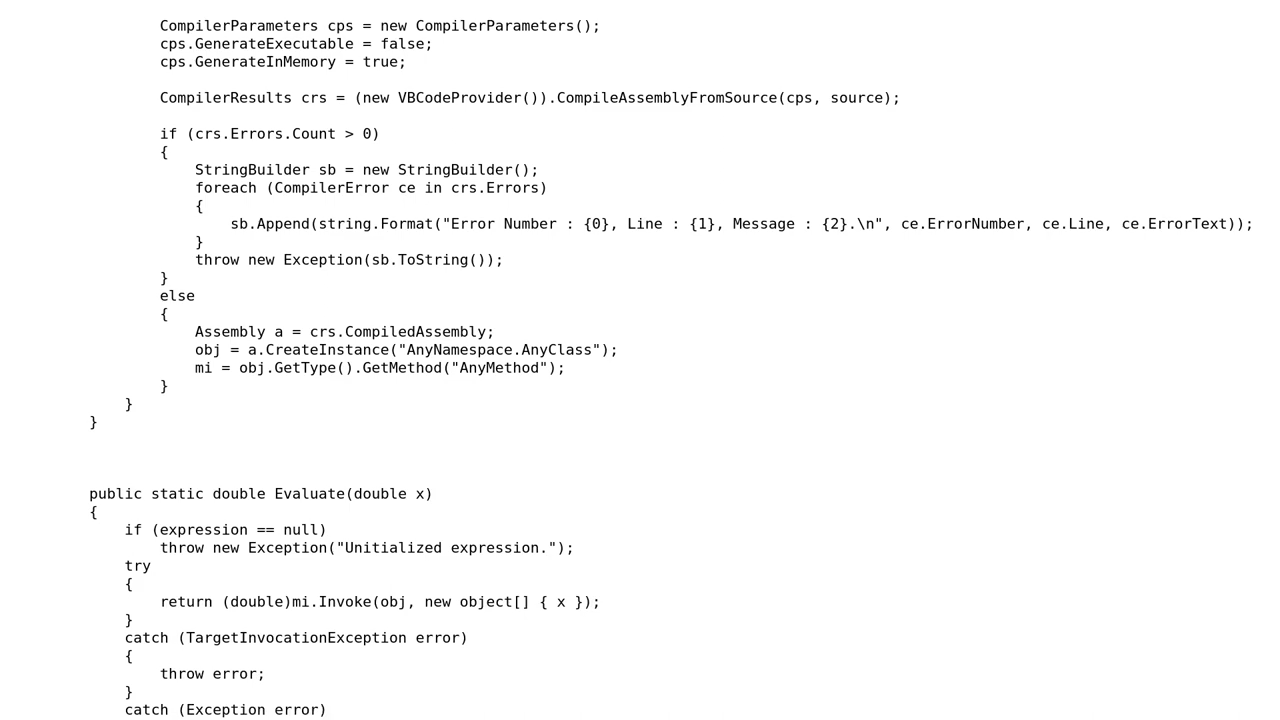 CompilerParameters cps = new CompilerParameters();
cps.GenerateExecutable = false;
cps.GenerateInMemory = true;
CompilerResults crs = (new VBCodeProvider()).CompileAssemblyFromSource(cps, source);
if (crs.Errors.Count > 0)
{
StringBuilder sb = new StringBuilder();
foreach (CompilerError ce in crs.Errors)
{
sb.Append(string.Format("Error Number : {0}, Line : {1}, Message : {2}.\n", ce.ErrorNumber, ce.Line, ce.ErrorText));
}
throw new Exception(sb.ToString());
}
else
{
Assembly a = crs.CompiledAssembly;
obj = a.CreateInstance("AnyNamespace.AnyClass");
mi = obj.GetType().GetMethod("AnyMethod");
}
}
}
public static double Evaluate(double x)
{
if (expression == null)
throw new Exception("Unitialized expression.");
try
{
return (double)mi.Invoke(obj, new object[] { x });
}
catch (TargetInvocationException error)
{
throw error;
}
catch (Exception error)